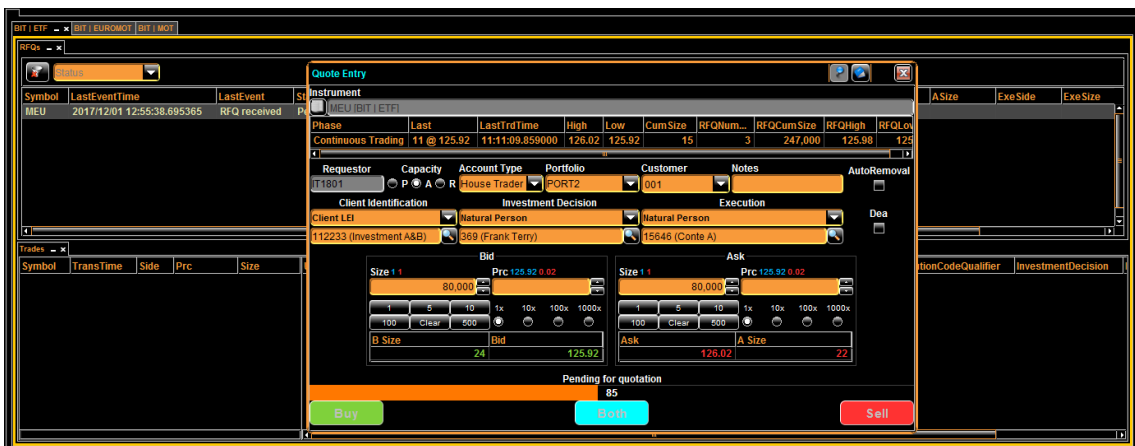 BIT | ETF BIT | EUROMOT BIT | MOT
RFQs
Status
Symbol LastEventTime LastEvent ASize ExeSide ExeSize
MEU 2017/12/01 12:55:38.695365 RFQ received
Quote Entry
Instrument
MEU |BIT | ETF|
Phase Last LastTrdTime High Low CumSize RFQNum... RFQCumSize RFQHigh RFQLov
Continuous Trading 11 @ 125.92 11:11:09.859000 126.02 125.92 15 3 247,000 125.98 125
Requestor Capacity Account Type Portfolio Customer Notes AutoRemoval
IT1801 P A R House Trader PORT2 001
Client Identification Investment Decision Execution Dea
Client LEI Natural Person Natural Person
112233 (Investment A&B) 369 (Frank Terry) 15646 (Conte A)
Trades
Symbol TransTime Side Prc Size tionCodeQualifier InvestmentDecision
Bid Ask
Size 1 1 Prc 125.92 0.02 Size 1 1 Prc 125.92 0.02
80,000 80,000
1 5 10 1x 10x 100x 1000x 1 5 10 1x 10x 100x 1000x
100 Clear 500 100 Clear 500
B Size Bid Ask A Size
24 125.92 126.02 22
Pending for quotation
85
Buy Both Sell